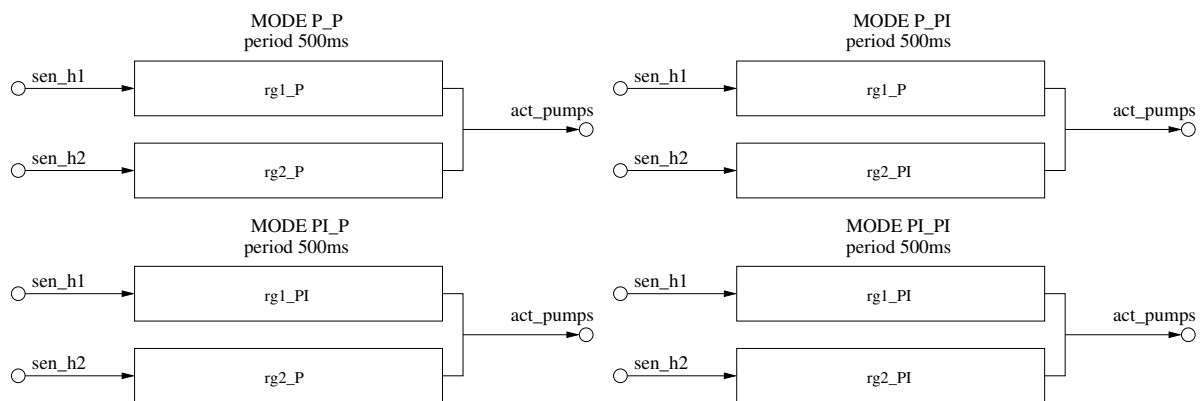 MODE P_P
period 500ms
sen_h1
rg1_P
act_pumps
sen_h2
rg2_P
MODE P_PI
period 500ms
sen_h1
rg1_P
act_pumps
sen_h2
rg2_PI
MODE PI_P
period 500ms
sen_h1
rg1_PI
act_pumps
sen_h2
rg2_P
MODE PI_PI
period 500ms
sen_h1
rg1_PI
act_pumps
sen_h2
rg2_PI